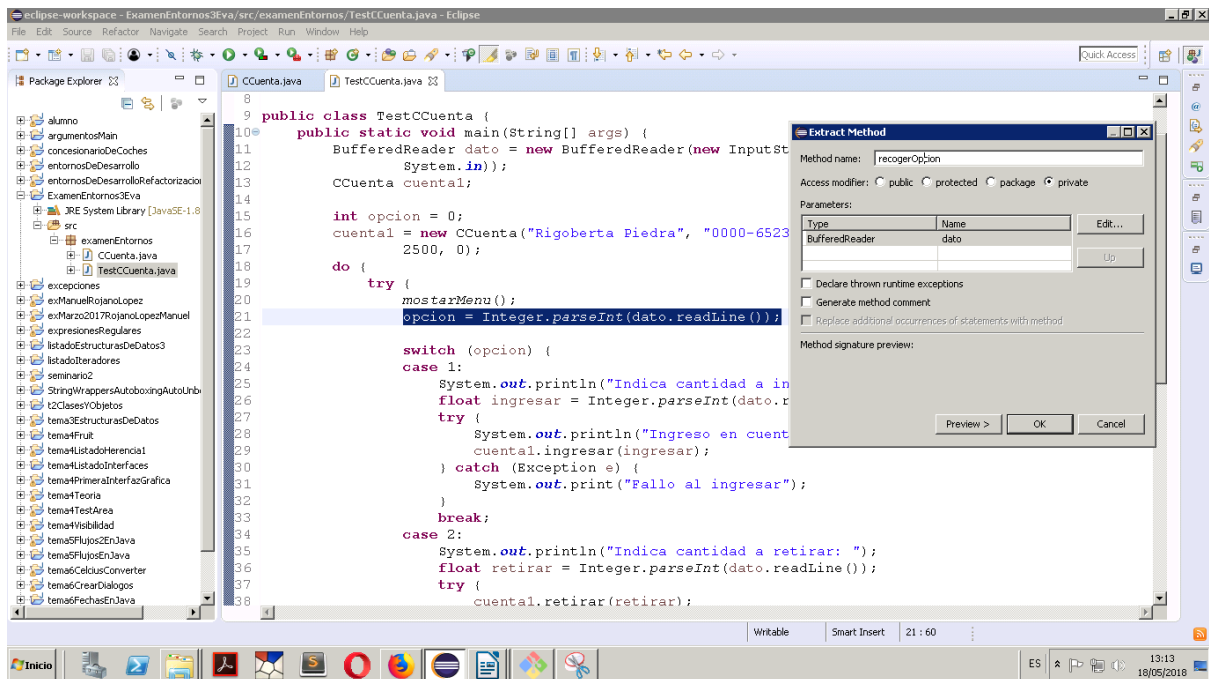 eclipse-workspace - ExamenEntornos3Eva/src/examenEntornos/TestCCuenta.java - Eclipse
File Edit Source Refactor Navigate Search Project Run Window Help
Quick Access
Package Explorer
alumno
argumentosMain
concesionarioDeCoches
entornosDeDesarrollo
entornosDeDesarrolloRefactorizacio
ExamenEntornos3Eva
JRE System Library [JavaSE-1.8
src
examenEntornos
CCuenta.java
TestCCuenta.java
excepciones
exManuelRojanoLopez
exMarzo2017RojanoLopezManuel
expresionesRegulares
listadoEstructurasDeDatos3
listadoIteradores
seminario2
StringWrappersAutoboxingAutoUnb
t2ClasesYObjetos
tema3EstructurasDeDatos
tema4Fruit
tema4ListadoHerencia1
tema4ListadoInterfaces
tema4PrimeraInterfazGrafica
tema4Teoria
tema4TestArea
tema4Visibilidad
tema5Flujos2EnJava
tema5FlujosEnJava
tema6CelciusConverter
tema6CrearDialogos
tema6FechasEnJava
CCuenta.java TestCCuenta.java
8
9 public class TestCCuenta {
10 public static void main(String[] args) {
11 BufferedReader dato = new BufferedReader(new InputSt
12 System.in));
13 CCuenta cuenta1;
14
15 int opcion = 0;
16 cuenta1 = new CCuenta("Rigoberta Piedra", "0000-6523
17 2500, 0);
18 do {
19 try {
20 mostarMenu();
21 opcion = Integer.parseInt(dato.readLine());
22
23 switch (opcion) {
24 case 1:
25 System.out.println("Indica cantidad a in
26 float ingresar = Integer.parseInt(dato.r
27 try {
28 System.out.println("Ingreso en cuent
29 cuenta1.ingresar(ingresar);
30 } catch (Exception e) {
31 System.out.print("Fallo al ingresar");
32 }
33 break;
34 case 2:
35 System.out.println("Indica cantidad a retirar: ");
36 float retirar = Integer.parseInt(dato.readLine());
37 try {
38 cuenta1.retirar(retirar);
Extract Method
Method name: recogerOpcion
Access modifier: public protected package private
Parameters:
Type Name
BufferedReader dato
Edit...
Up
Declare thrown runtime exceptions
Generate method comment
Replace additional occurrences of statements with method
Method signature preview:
Preview > OK Cancel
Writable Smart Insert 21 : 60
Inicio
ES
13:13
18/05/2018